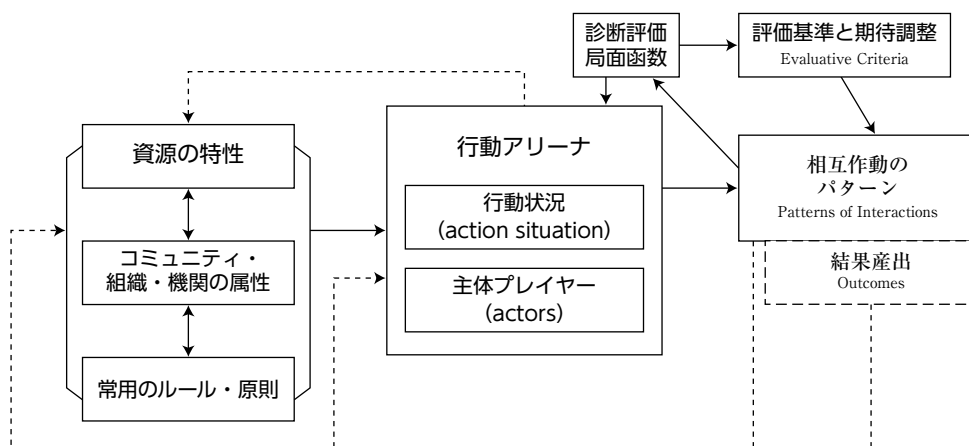 診断評価
局面函数
評価基準と期待調整
Evaluative Criteria
資源の特性
コミュニティ・
組織・機関の属性
常用のルール・原則
行動アリーナ
行動状況
(action situation)
主体プレイヤー
(actors)
相互作動の
パターン
Patterns of Interactions
結果産出
Outcomes